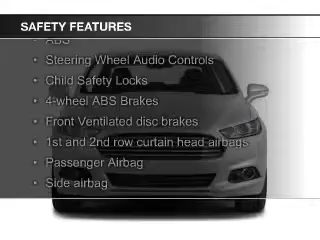 SAFETY FEATURES
• ABS
• Steering Wheel Audio Controls
• Child Safety Locks
• 4-wheel ABS Brakes
• Front Ventilated disc brakes
• 1st and 2nd row curtain head airbags
• Passenger Airbag
• Side airbag